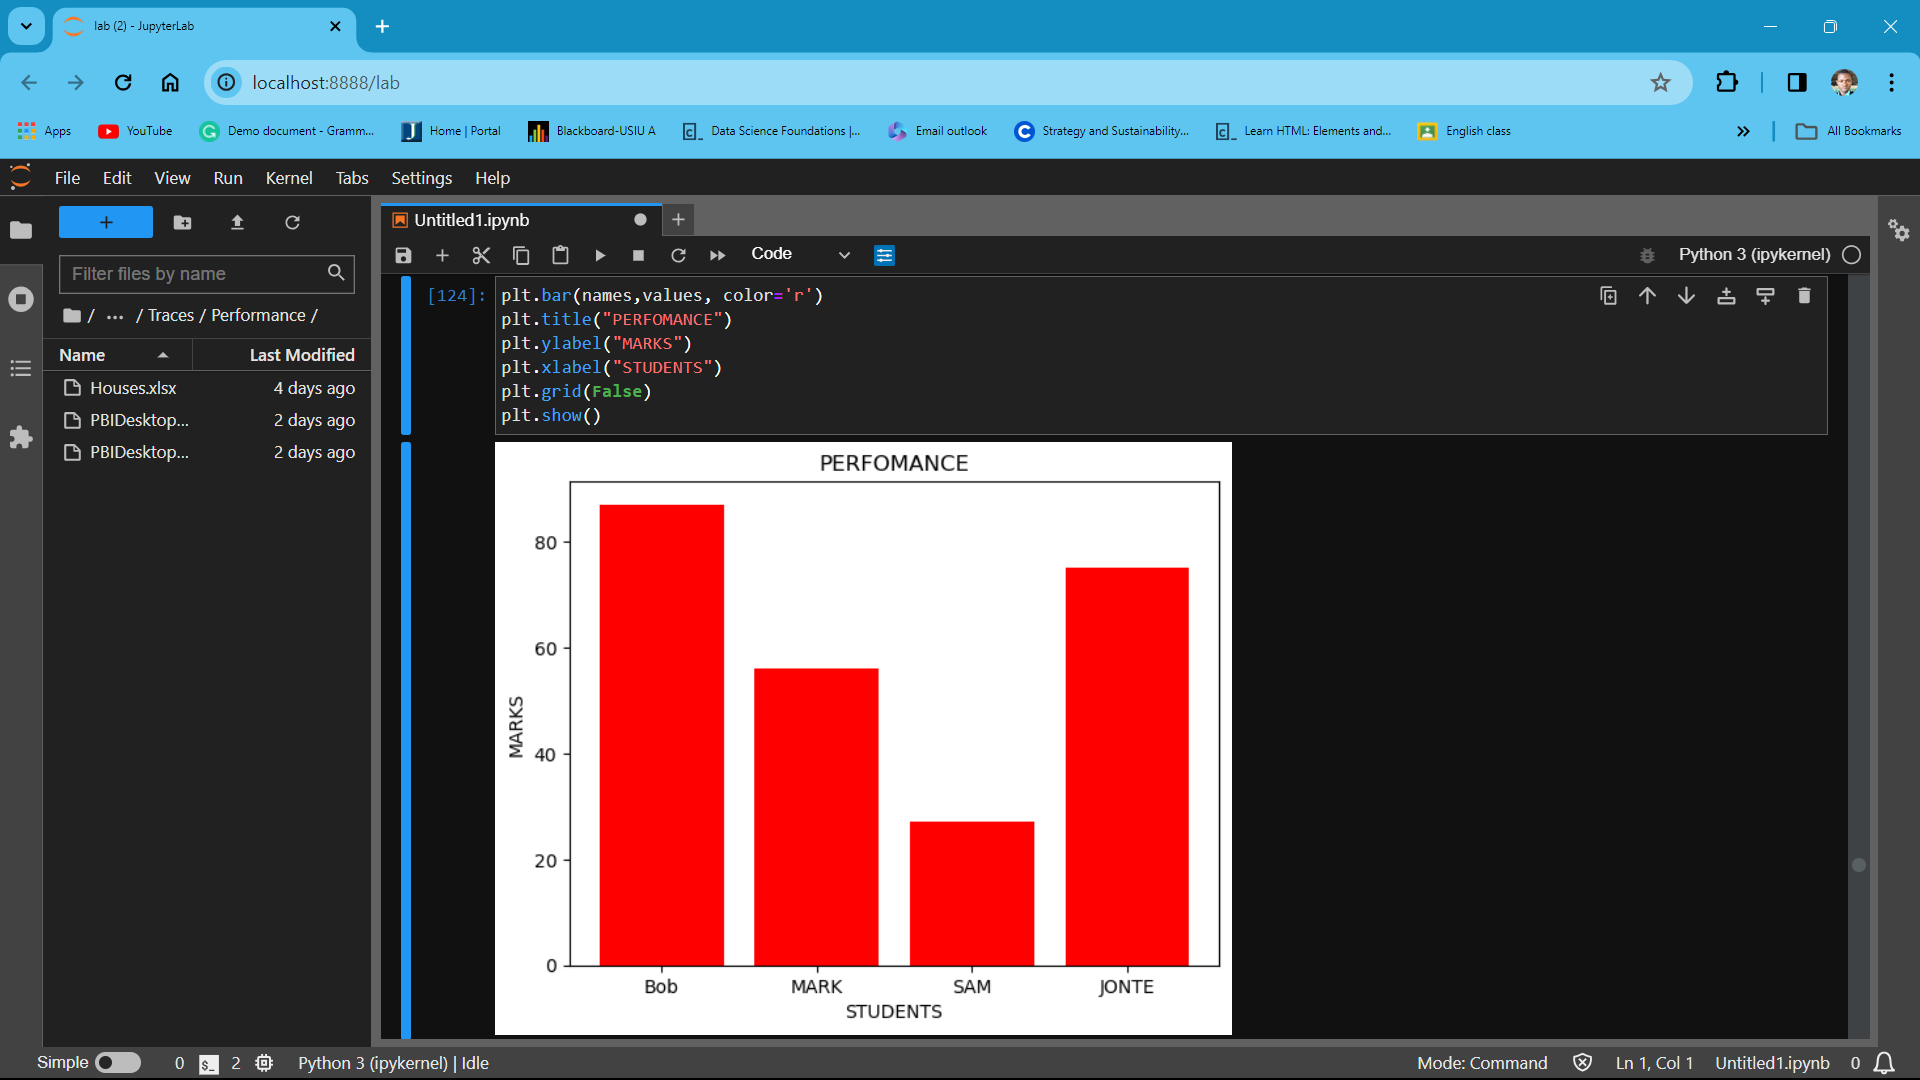 lab (2) - JupyterLab
localhost:8888/lab
Apps YouTube Demo document - Gramm... Home | Portal Blackboard-USIU A Data Science Foundations |... Email outlook Strategy and Sustainability... Learn HTML: Elements and... English class » All Bookmarks
File Edit View Run Kernel Tabs Settings Help
Untitled1.ipynb
Code Python 3 (ipykernel)
Filter files by name
/ ... / Traces / Performance /
Name Last Modified
Houses.xlsx 4 days ago
PBIDesktop... 2 days ago
PBIDesktop... 2 days ago
[124]: plt.bar(names,values, color='r')
plt.title("PERFOMANCE")
plt.ylabel("MARKS")
plt.xlabel("STUDENTS")
plt.grid(False)
plt.show()
PERFOMANCE
80
60
40
20
0
MARKS
Bob MARK SAM JONTE
STUDENTS
Simple 0 $_ 2 Python 3 (ipykernel) | Idle Mode: Command Ln 1, Col 1 Untitled1.ipynb 0